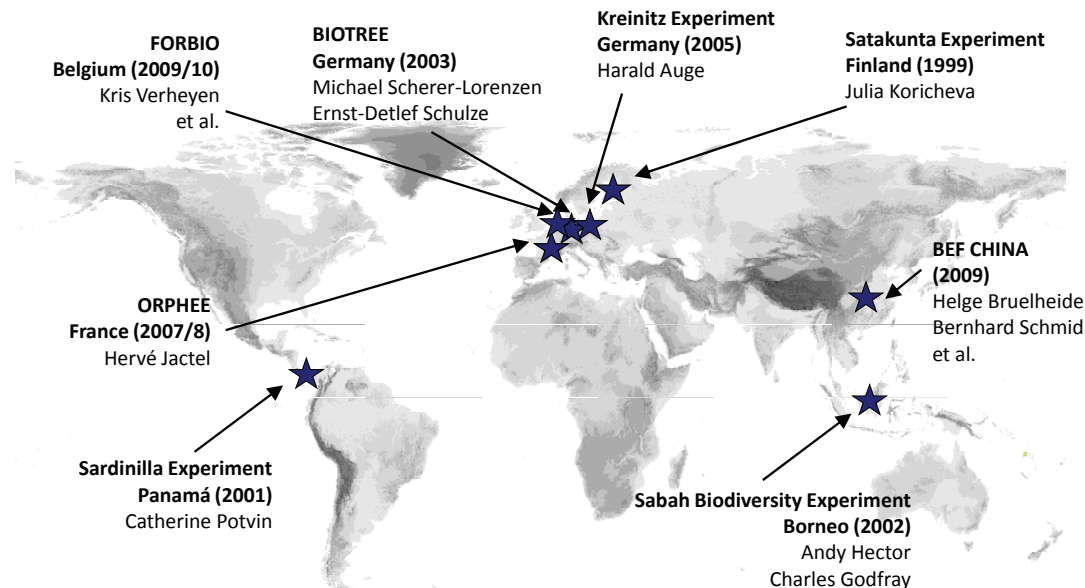 FORBIO
Belgium (2009/10)
Kris Verheyen
et al.
BIOTREE
Germany (2003)
Michael Scherer-Lorenzen
Ernst-Detlef Schulze
Kreinitz Experiment
Germany (2005)
Harald Auge
Satakunta Experiment
Finland (1999)
Julia Koricheva
BEF CHINA
(2009)
Helge Bruelheide
Bernhard Schmid
et al.
ORPHEE
France (2007/8)
Hervé Jactel
Sardinilla Experiment
Panamá (2001)
Catherine Potvin
Sabah Biodiversity Experiment
Borneo (2002)
Andy Hector
Charles Godfray